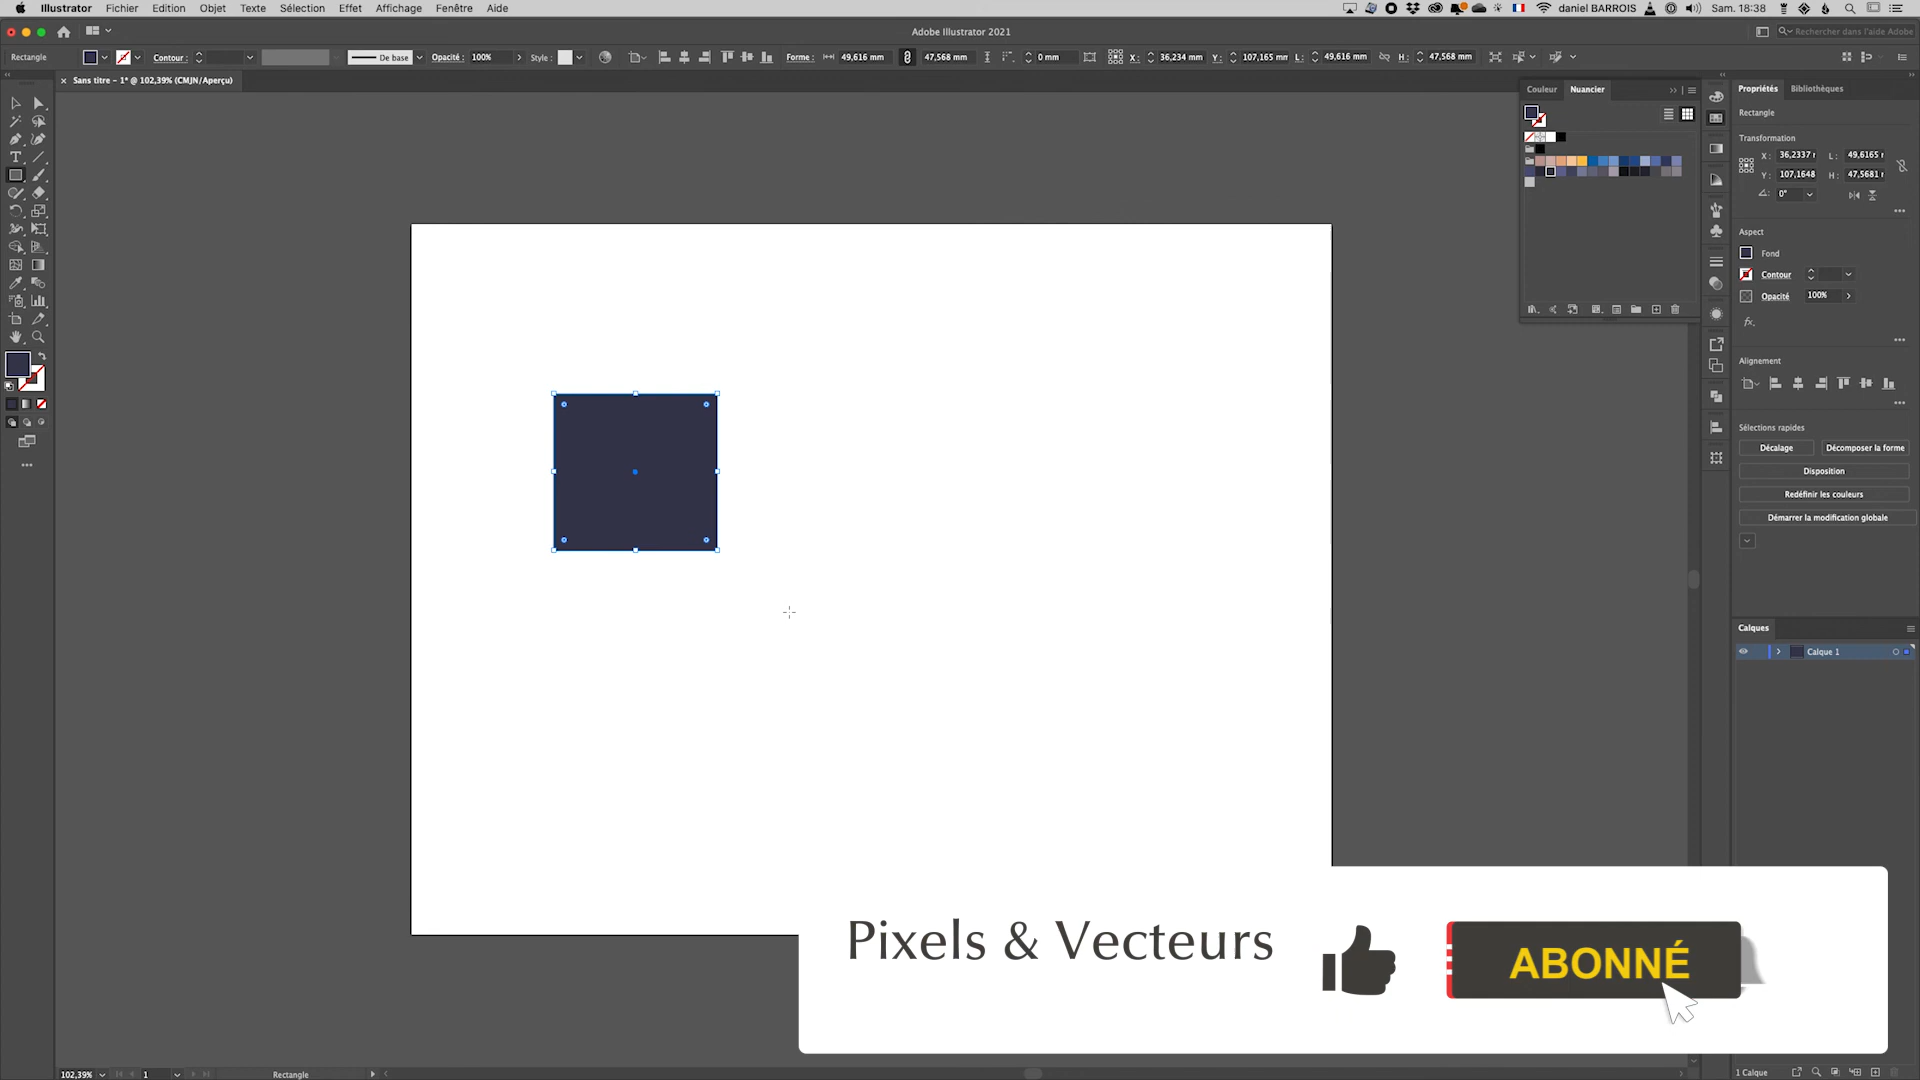 Illustrator Fichier Edition Objet Texte Sélection Effet Affichage Fenêtre Aide
daniel BARROIS Sam. 18:38
Adobe Illustrator 2021
Rechercher dans l'aide Adobe
Rectangle Contour : De base Opacité : 100% Style : Forme : 49,616 mm 47,568 mm 0 mm X: 36,234 mm Y: 107,165 mm L: 49,616 mm H: 47,568 mm
× Sans titre - 1* @ 102,39% (CMJN/Aperçu)
Couleur Nuancier
Propriétés Bibliothèques
Rectangle
Transformation
X: 36,2337 L: 49,6165
Y: 107,1648 H: 47,5681
0°
Aspect
Fond
Contour
Opacité 100%
fx
Alignement
Sélections rapides
Décalage Décomposer la forme
Disposition
Redéfinir les couleurs
Démarrer la modification globale
Calques
Calque 1
Pixels & Vecteurs
ABONNÉ
102,39% 1 Rectangle
1 Calque